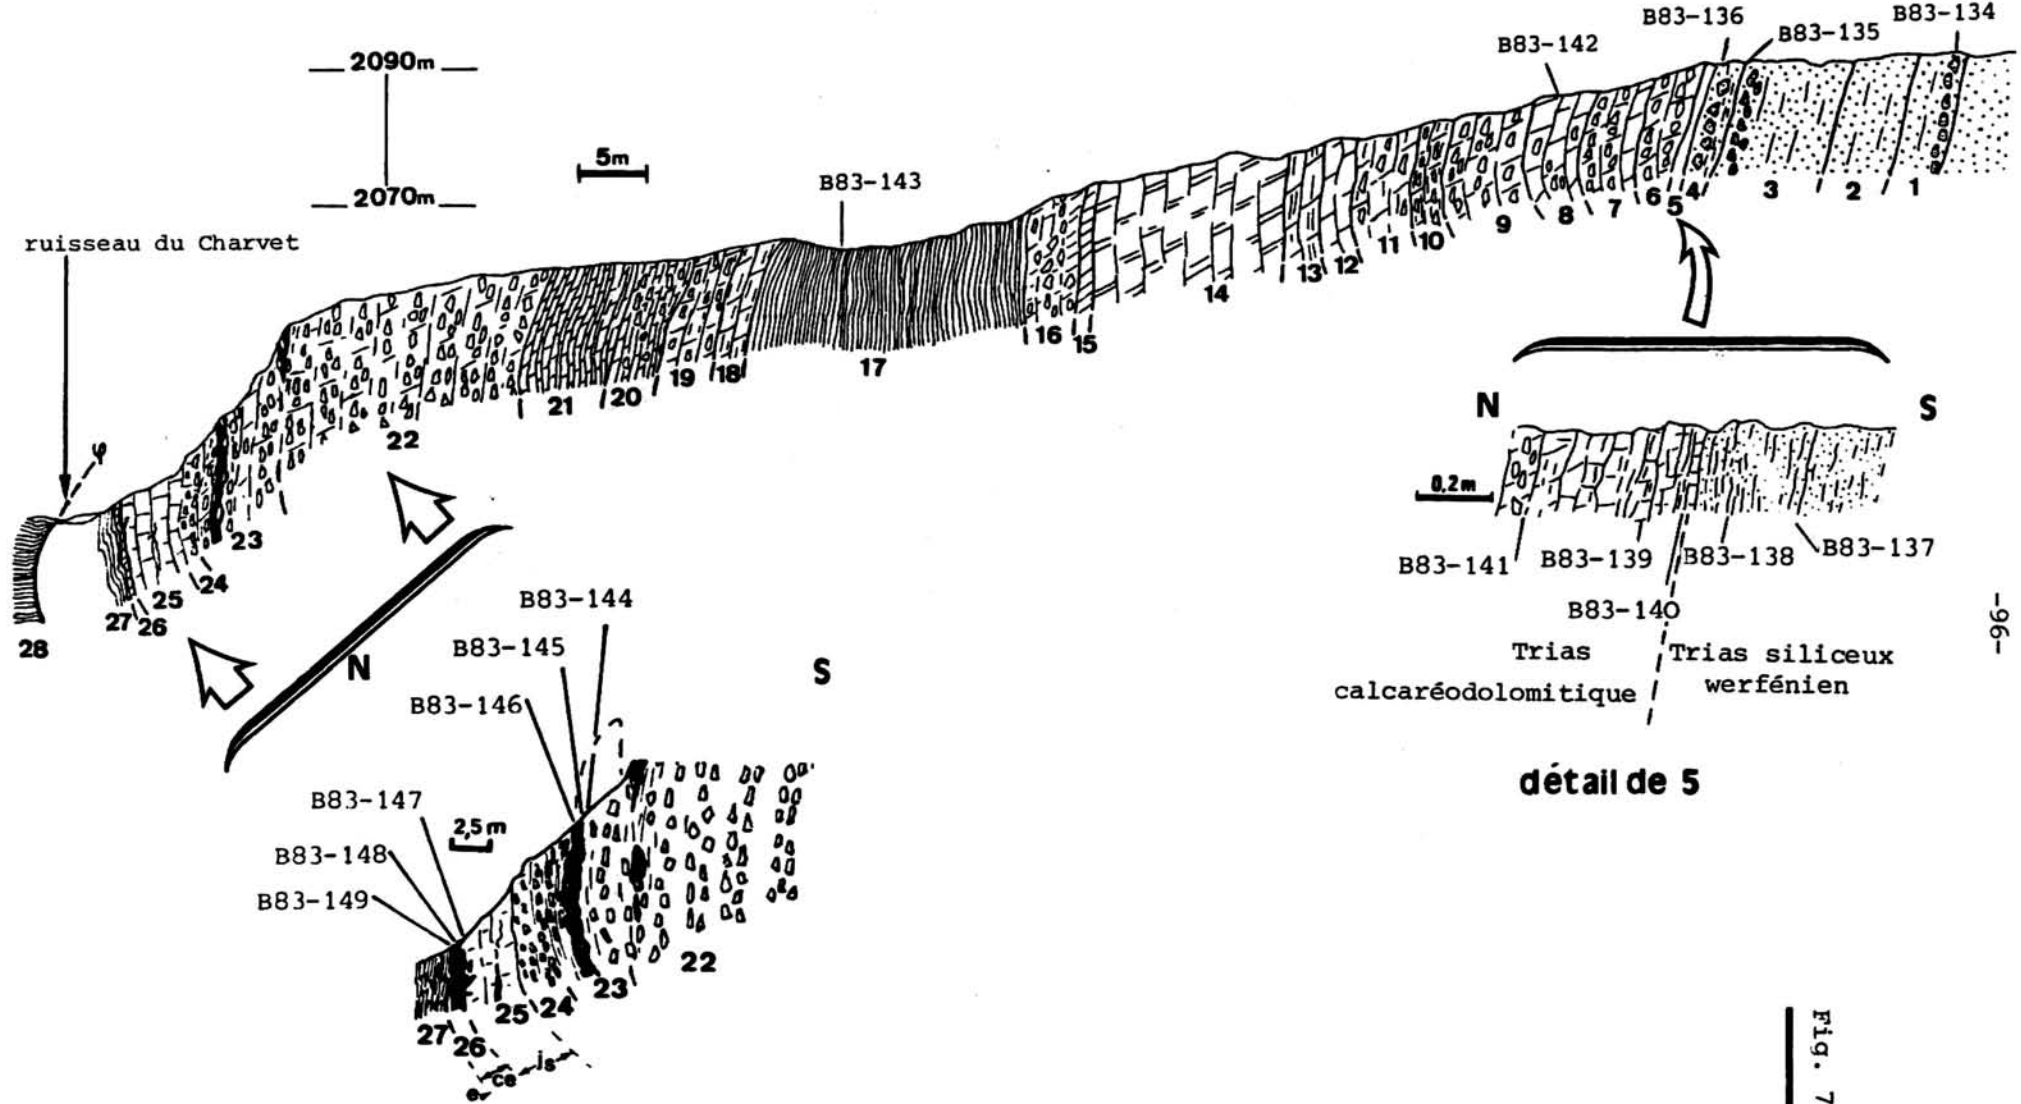 B83-136
B83-134
B83-135
B83-142
2090m
2070m
5m
B83-143
ruisseau du Charvet
φ
28
27
26
25
24
23
22
21
20
19
18
17
16
15
14
13
12
11
10
9
8
7
6
5
4
3
2
1
N
S
0,2m
B83-141
B83-139
B83-138
B83-137
B83-140
Trias
calcaréodolomitique
Trias siliceux
werfénien
détail de 5
N
S
B83-144
B83-145
B83-146
B83-147
B83-148
B83-149
2,5m
27
26
25
24
23
22
e
ce
js
-96-
Fig. 7